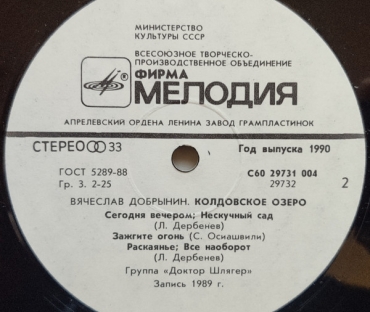 МИНИСТЕРСТВО
КУЛЬТУРЫ СССР
ВСЕСОЮЗНОЕ ТВОРЧЕСКО-
ПРОИЗВОДСТВЕННОЕ ОБЪЕДИНЕНИЕ
ФИРМА
МЕЛОДИЯ
АПРЕЛЕВСКИЙ ОРДЕНА ЛЕНИНА ЗАВОД ГРАМПЛАСТИНОК
СТЕРЕО 33 Год выпуска 1990
ГОСТ 5289-88 С60 29731 004
Гр. 3. 2-25 29732 2
ВЯЧЕСЛАВ ДОБРЫНИН. КОЛДОВСКОЕ ОЗЕРО
Сегодня вечером; Нескучный сад
(Л. Дербенев)
Зажгите огонь (С. Осиашвили)
Раскаянье; Все наоборот
(Л. Дербенев)
Группа «Доктор Шлягер»
Запись 1989 г.